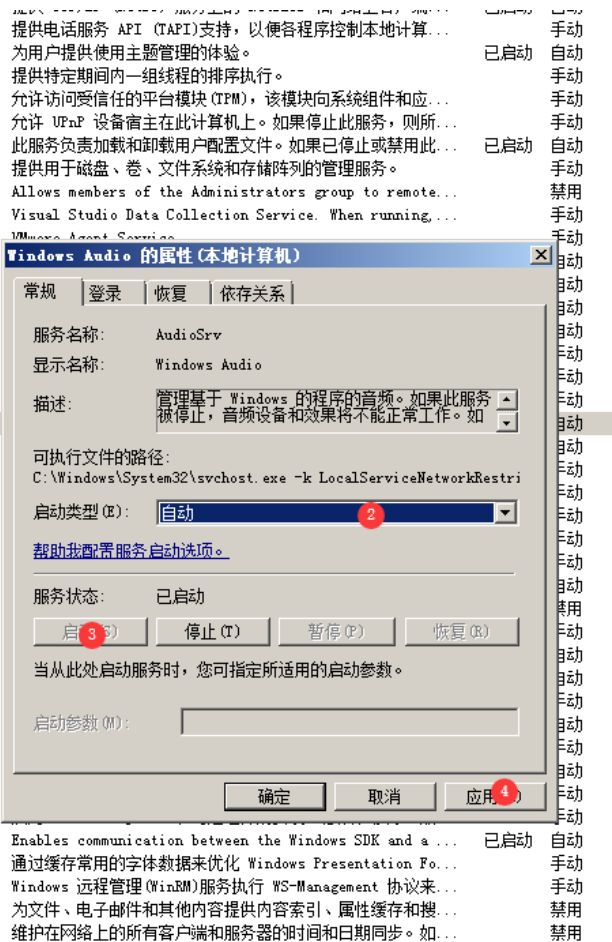 提供电话服务 API (TAPI)支持，以便各程序控制本地计算... 手动
为用户提供使用主题管理的体验。 已启动 自动
提供特定期间内一组线程的排序执行。 手动
允许访问受信任的平台模块(TPM)，该模块向系统组件和应... 手动
允许 UPnP 设备宿主在此计算机上。如果停止此服务，则所... 手动
此服务负责加载和卸载用户配置文件。如果已停止或禁用此... 已启动 自动
提供用于磁盘、卷、文件系统和存储阵列的管理服务。 手动
Allows members of the Administrators group to remote... 禁用
Visual Studio Data Collection Service. When running,... 手动
Windows Audio 的属性(本地计算机)
常规 登录 恢复 依存关系
服务名称: AudioSrv
显示名称: Windows Audio
描述: 管理基于 Windows 的程序的音频。如果此服务
被停止，音频设备和效果将不能正常工作。如
可执行文件的路径:
C:\Windows\System32\svchost.exe -k LocalServiceNetworkRestri
启动类型(E): 自动 2
帮助我配置服务启动选项。
服务状态: 已启动
3 停止(T) 暂停(P) 恢复(R)
当从此处启动服务时，您可指定所适用的启动参数。
启动参数(M):
确定 取消 应用 4
Enables communication between the Windows SDK and a ... 已启动 自动
通过缓存常用的字体数据来优化 Windows Presentation Fo... 手动
Windows 远程管理(WinRM)服务执行 WS-Management 协议来... 手动
为文件、电子邮件和其他内容提供内容索引、属性缓存和搜... 禁用
维护在网络上的所有客户端和服务器的时间和日期同步。如... 禁用